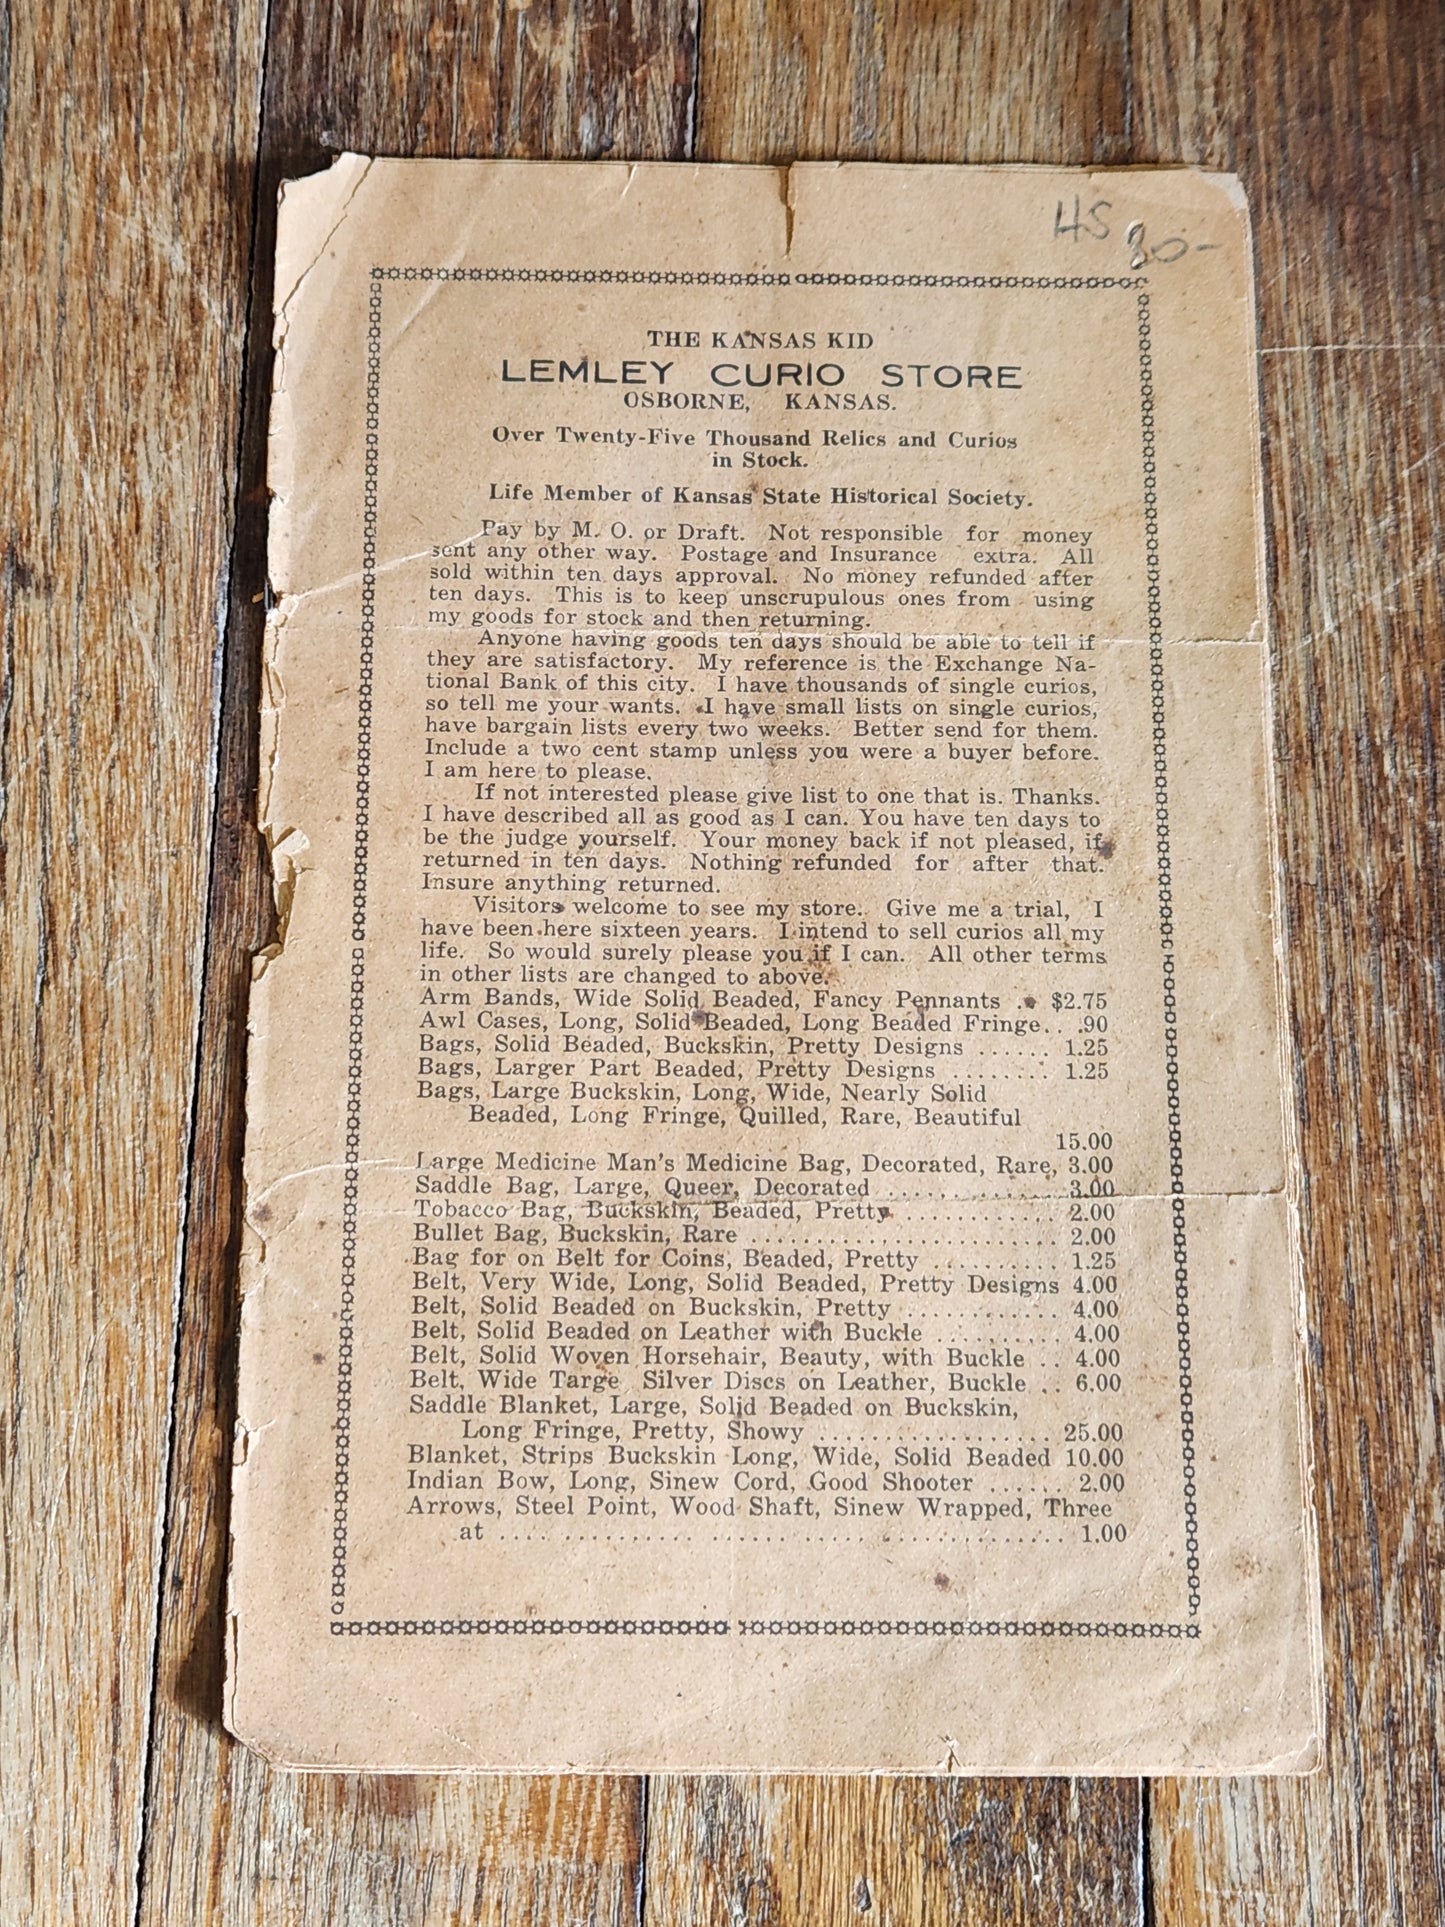 HS 30-
THE KANSAS KID
LEMLEY CURIO STORE
OSBORNE, KANSAS.
Over Twenty-Five Thousand Relics and Curios
in Stock.
Life Member of Kansas State Historical Society.
Pay by M. O. or Draft. Not responsible for money
sent any other way. Postage and Insurance extra. All
sold within ten days approval. No money refunded after
ten days. This is to keep unscrupulous ones from using
my goods for stock and then returning.
Anyone having goods ten days should be able to tell if
they are satisfactory. My reference is the Exchange Na-
tional Bank of this city. I have thousands of single curios,
so tell me your wants. I have small lists on single curios,
have bargain lists every two weeks. Better send for them.
Include a two cent stamp unless you were a buyer before.
I am here to please.
If not interested please give list to one that is. Thanks.
I have described all as good as I can. You have ten days to
be the judge yourself. Your money back if not pleased, if
returned in ten days. Nothing refunded for after that.
Insure anything returned.
Visitors welcome to see my store. Give me a trial, I
have been here sixteen years. I intend to sell curios all my
life. So would surely please you if I can. All other terms
in other lists are changed to above.
Arm Bands, Wide Solid Beaded, Fancy Pennants .. $2.75
Awl Cases, Long, Solid Beaded, Long Beaded Fringe.. .90
Bags, Solid Beaded, Buckskin, Pretty Designs ...... 1.25
Bags, Larger Part Beaded, Pretty Designs ........ 1.25
Bags, Large Buckskin, Long, Wide, Nearly Solid
Beaded, Long Fringe, Quilled, Rare, Beautiful
15.00
Large Medicine Man's Medicine Bag, Decorated, Rare, 3.00
Saddle Bag, Large, Queer, Decorated .............. 3.00
Tobacco Bag, Buckskin, Beaded, Pretty ............ 2.00
Bullet Bag, Buckskin, Rare ........................ 2.00
Bag for on Belt for Coins, Beaded, Pretty .......... 1.25
Belt, Very Wide, Long, Solid Beaded, Pretty Designs 4.00
Belt, Solid Beaded on Buckskin, Pretty ............ 4.00
Belt, Solid Beaded on Leather with Buckle .......... 4.00
Belt, Solid Woven Horsehair, Beauty, with Buckle .. 4.00
Belt, Wide Targe Silver Discs on Leather, Buckle .. 6.00
Saddle Blanket, Large, Solid Beaded on Buckskin,
Long Fringe, Pretty, Showy .................. 25.00
Blanket, Strips Buckskin Long, Wide, Solid Beaded 10.00
Indian Bow, Long, Sinew Cord, Good Shooter ...... 2.00
Arrows, Steel Point, Wood Shaft, Sinew Wrapped, Three
at ............................................ 1.00